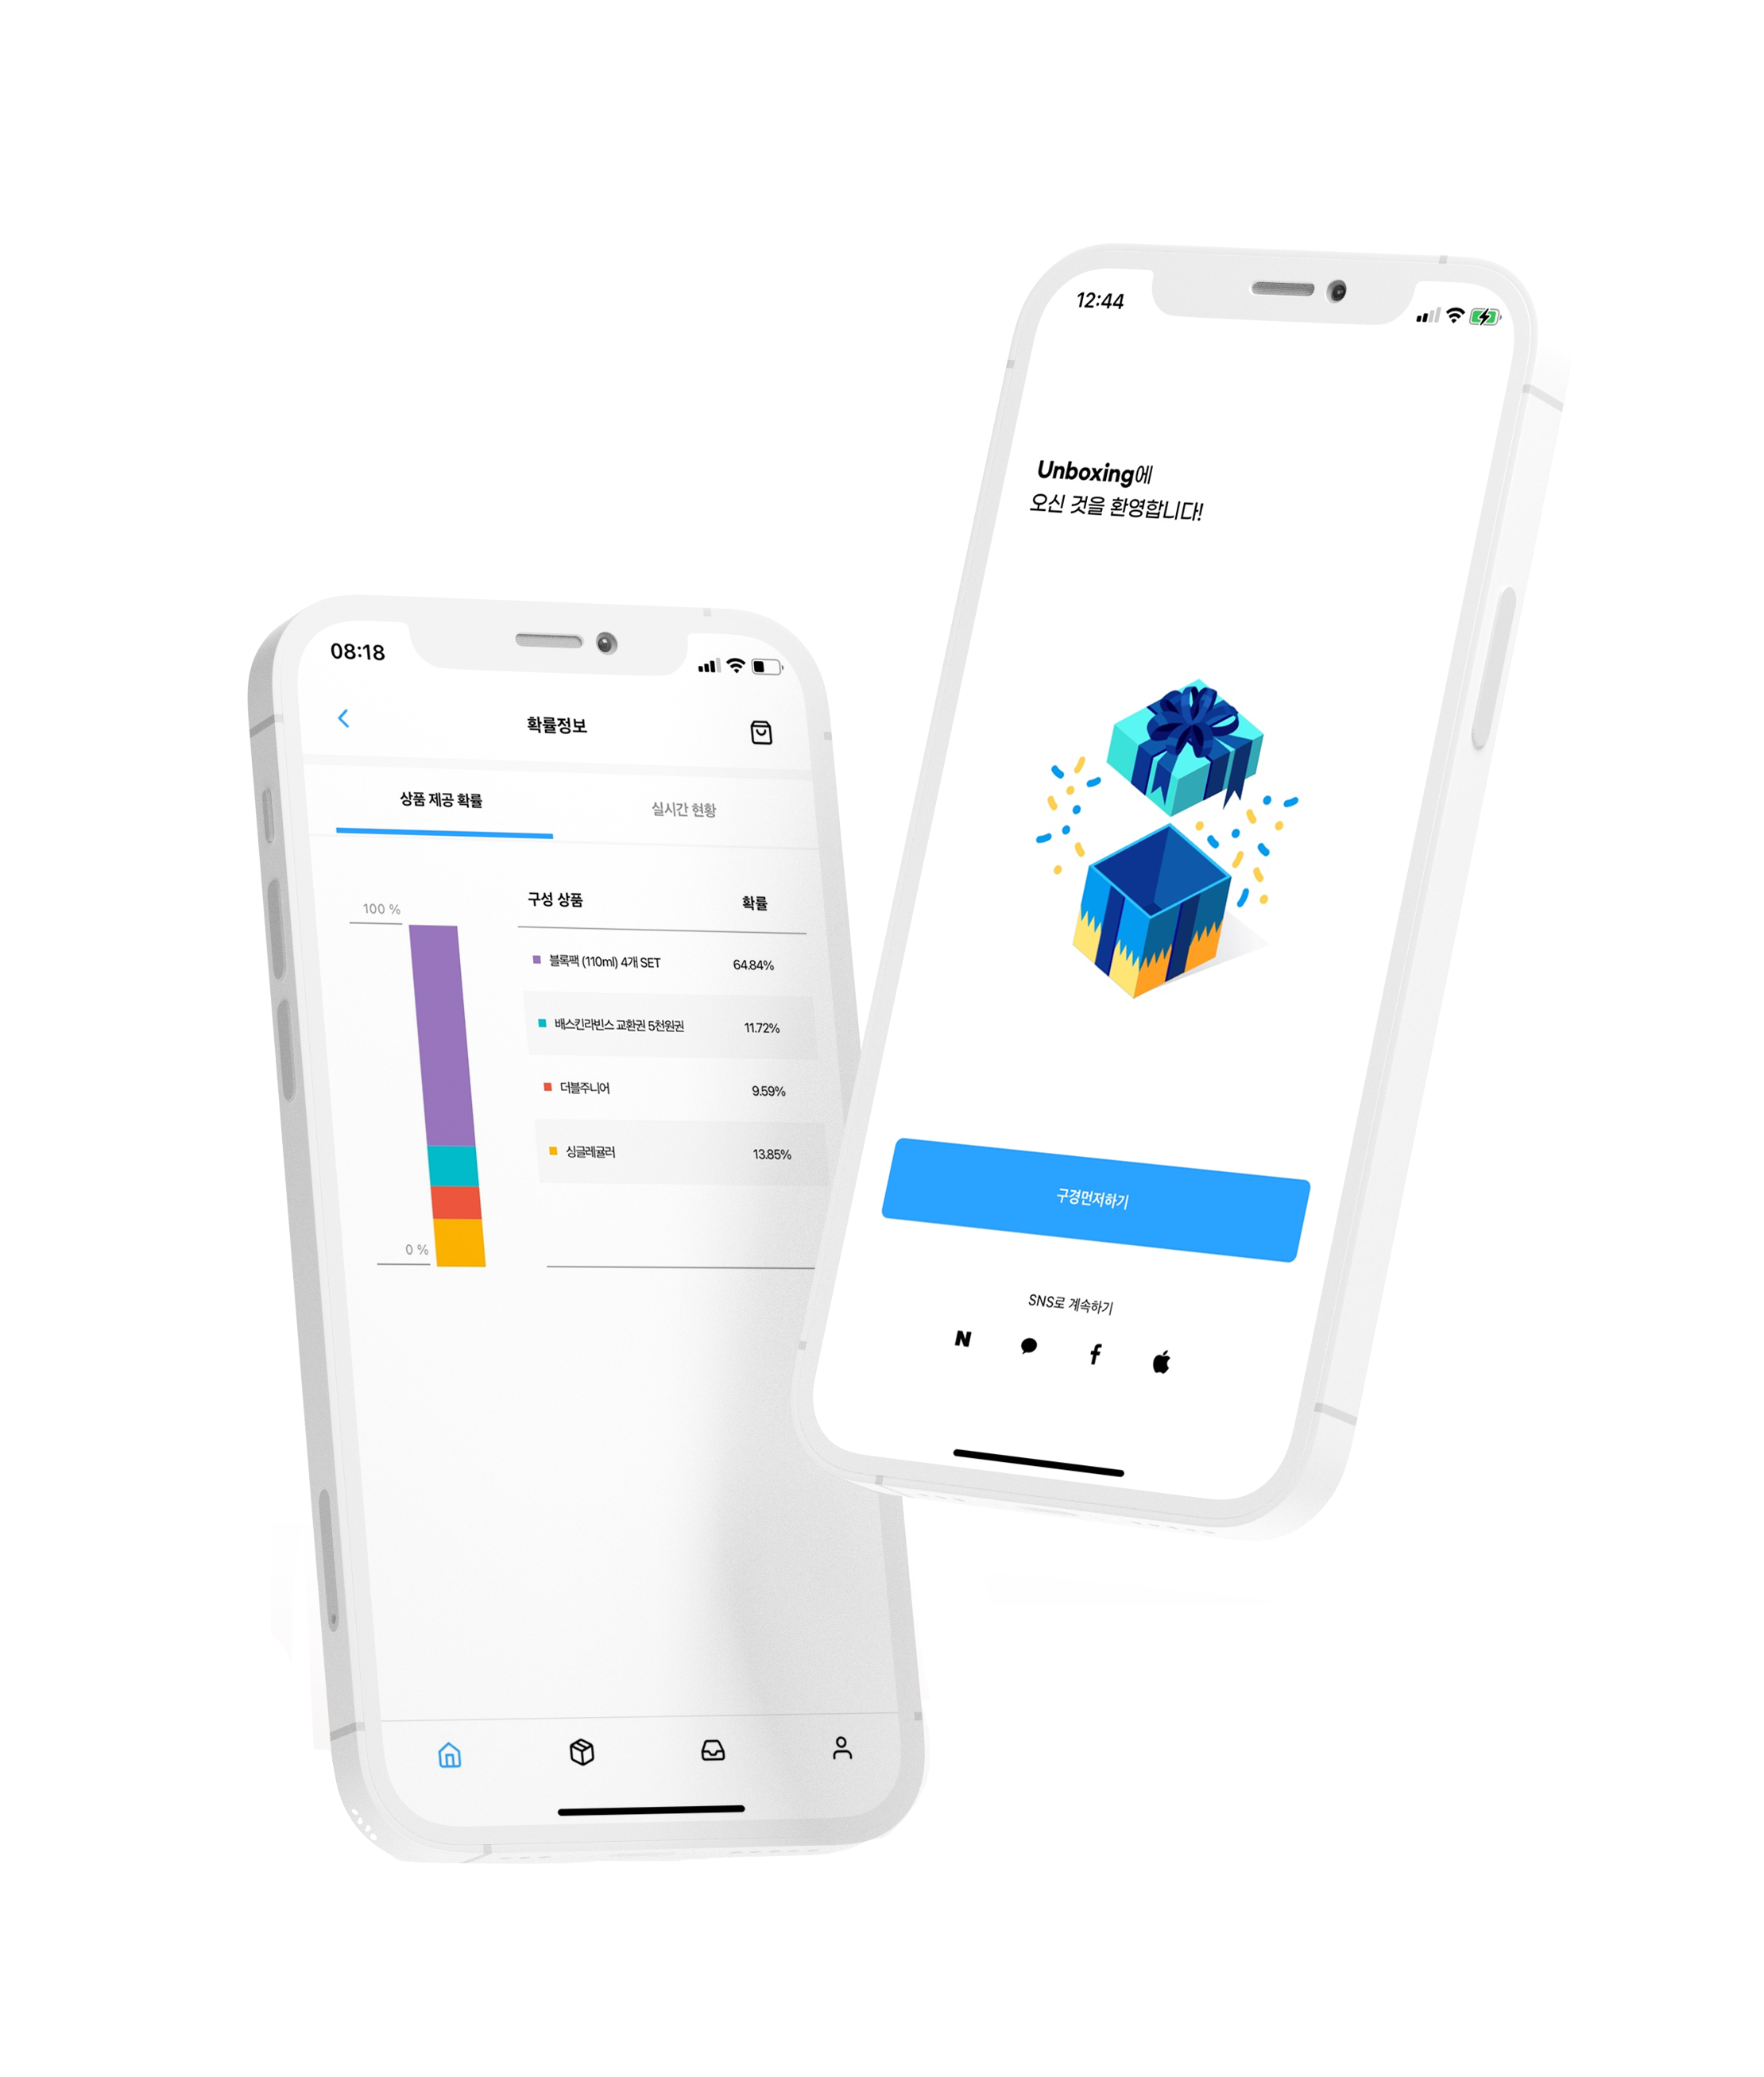 08:18
확률정보
상품 제공 확률
실시간 현황
구성 상품 확률
100 %
블록팩 (110ml) 4개 SET 64.84%
배스킨라빈스 교환권 5천원권 11.72%
더블주니어 9.59%
싱글레귤러 13.85%
0 %
12:44
Unboxing에
오신 것을 환영합니다!
구경먼저하기
SNS로 계속하기
N
f